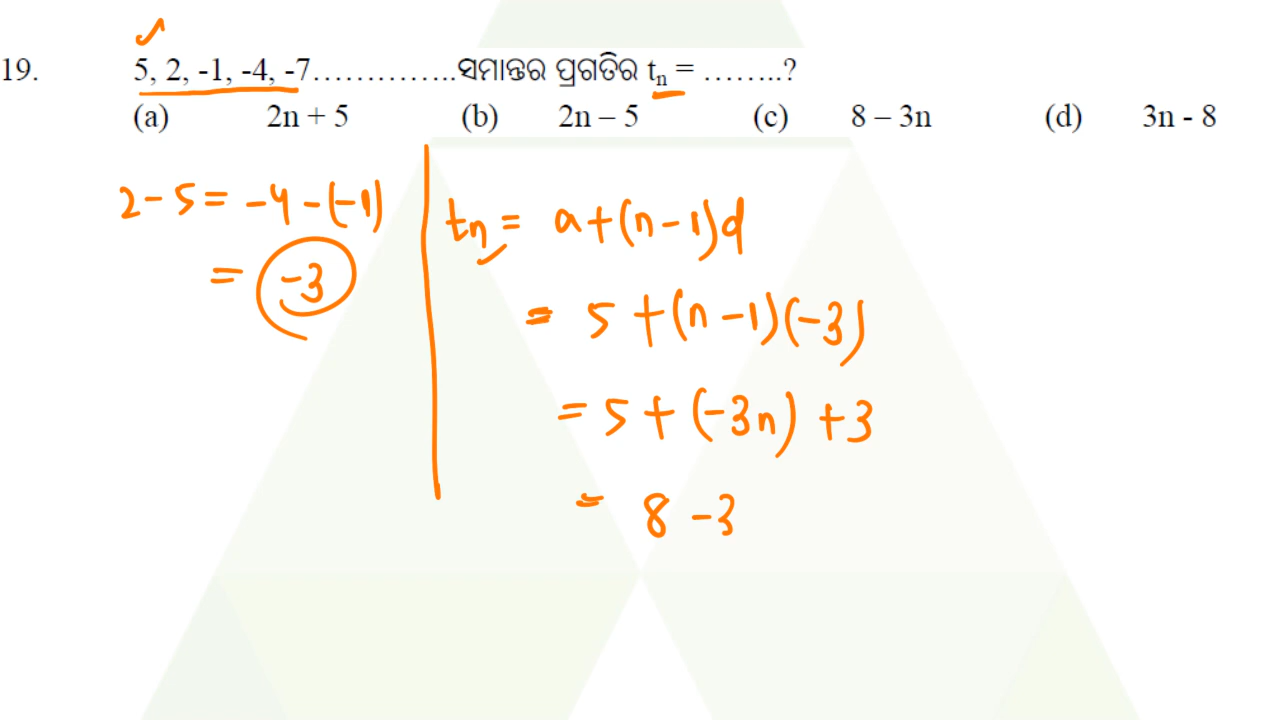 19. 5, 2, -1, -4, -7..............ସମାନ୍ତର ପ୍ରଗତିର tn = ........?
(a) 2n + 5 (b) 2n – 5 (c) 8 – 3n (d) 3n - 8
2 - 5 = -4 - (-1)
= -3
tn = a + (n - 1)d
= 5 + (n - 1)(-3)
= 5 + (-3n) + 3
= 8 - 3